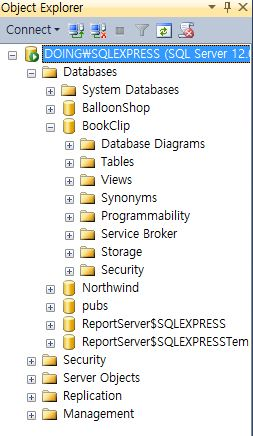 Object Explorer
Connect
DOING₩SQLEXPRESS (SQL Server 12.0
Databases
System Databases
BalloonShop
BookClip
Database Diagrams
Tables
Views
Synonyms
Programmability
Service Broker
Storage
Security
Northwind
pubs
ReportServer$SQLEXPRESS
ReportServer$SQLEXPRESSTem
Security
Server Objects
Replication
Management